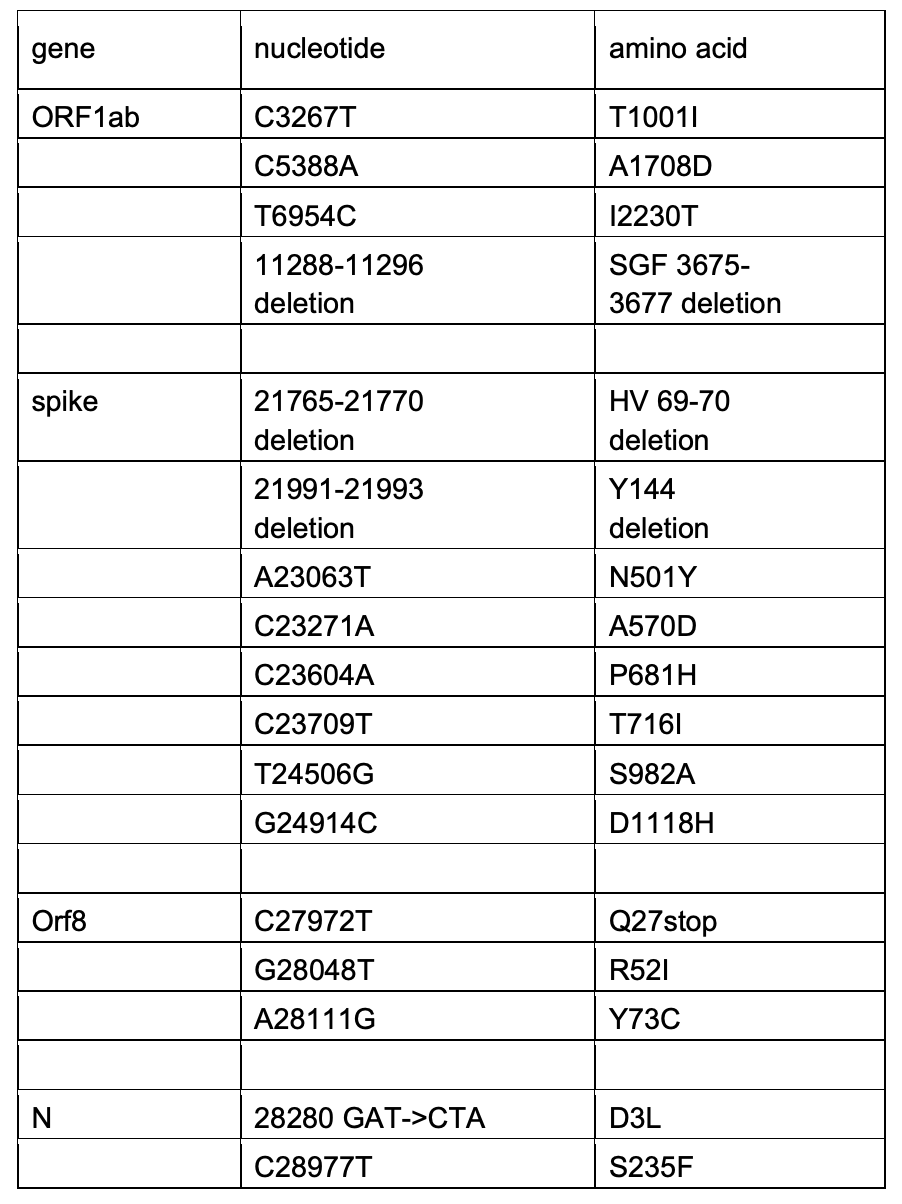 gene nucleotide amino acid
ORF1ab C3267T T1001I
C5388A A1708D
T6954C I2230T
11288-11296 SGF 3675-
deletion 3677 deletion
spike 21765-21770 HV 69-70
deletion deletion
21991-21993 Y144
deletion deletion
A23063T N501Y
C23271A A570D
C23604A P681H
C23709T T716I
T24506G S982A
G24914C D1118H
Orf8 C27972T Q27stop
G28048T R52I
A28111G Y73C
N 28280 GAT->CTA D3L
C28977T S235F